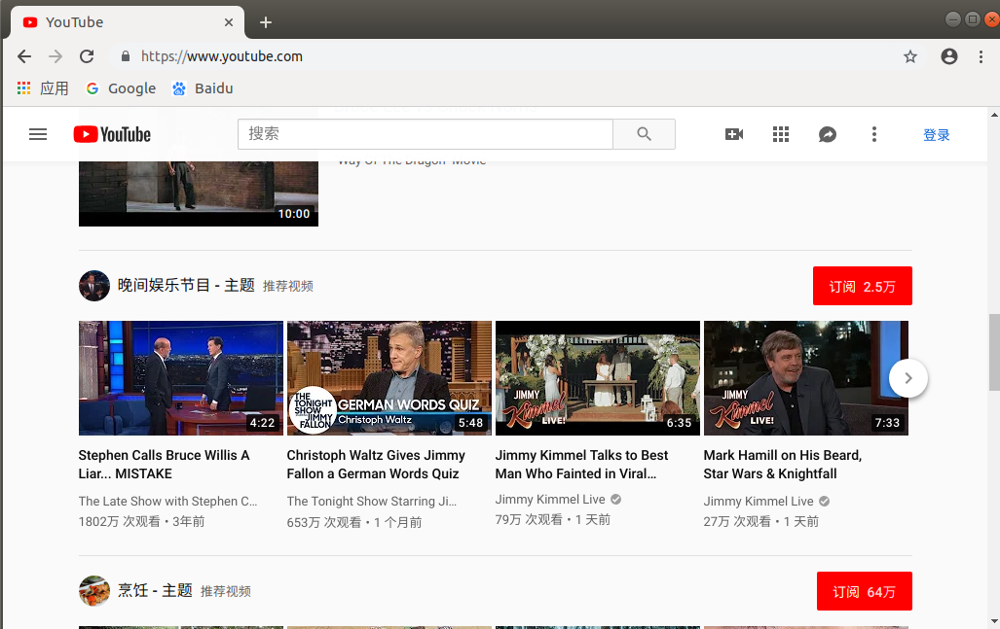 YouTube
https://www.youtube.com
应用
Google
Baidu
YouTube
搜索
登录
Way Of The Dragon Movie
10:00
晚间娱乐节目 - 主题 推荐视频
订阅 2.5万
4:22
THE TONIGHT SHOW JIMMY FALLON
GERMAN WORDS QUIZ
Christoph Waltz
5:48
JIMMY Kimmel LIVE!
6:35
JIMMY Kimmel LIVE!
7:33
Stephen Calls Bruce Willis A
Liar... MISTAKE
The Late Show with Stephen C...
1802万 次观看 • 3年前
Christoph Waltz Gives Jimmy
Fallon a German Words Quiz
The Tonight Show Starring Ji...
653万 次观看 • 1 个月前
Jimmy Kimmel Talks to Best
Man Who Fainted in Viral...
Jimmy Kimmel Live
79万 次观看 • 1 天前
Mark Hamill on His Beard,
Star Wars & Knightfall
Jimmy Kimmel Live
27万 次观看 • 1 天前
烹饪 - 主题 推荐视频
订阅 64万